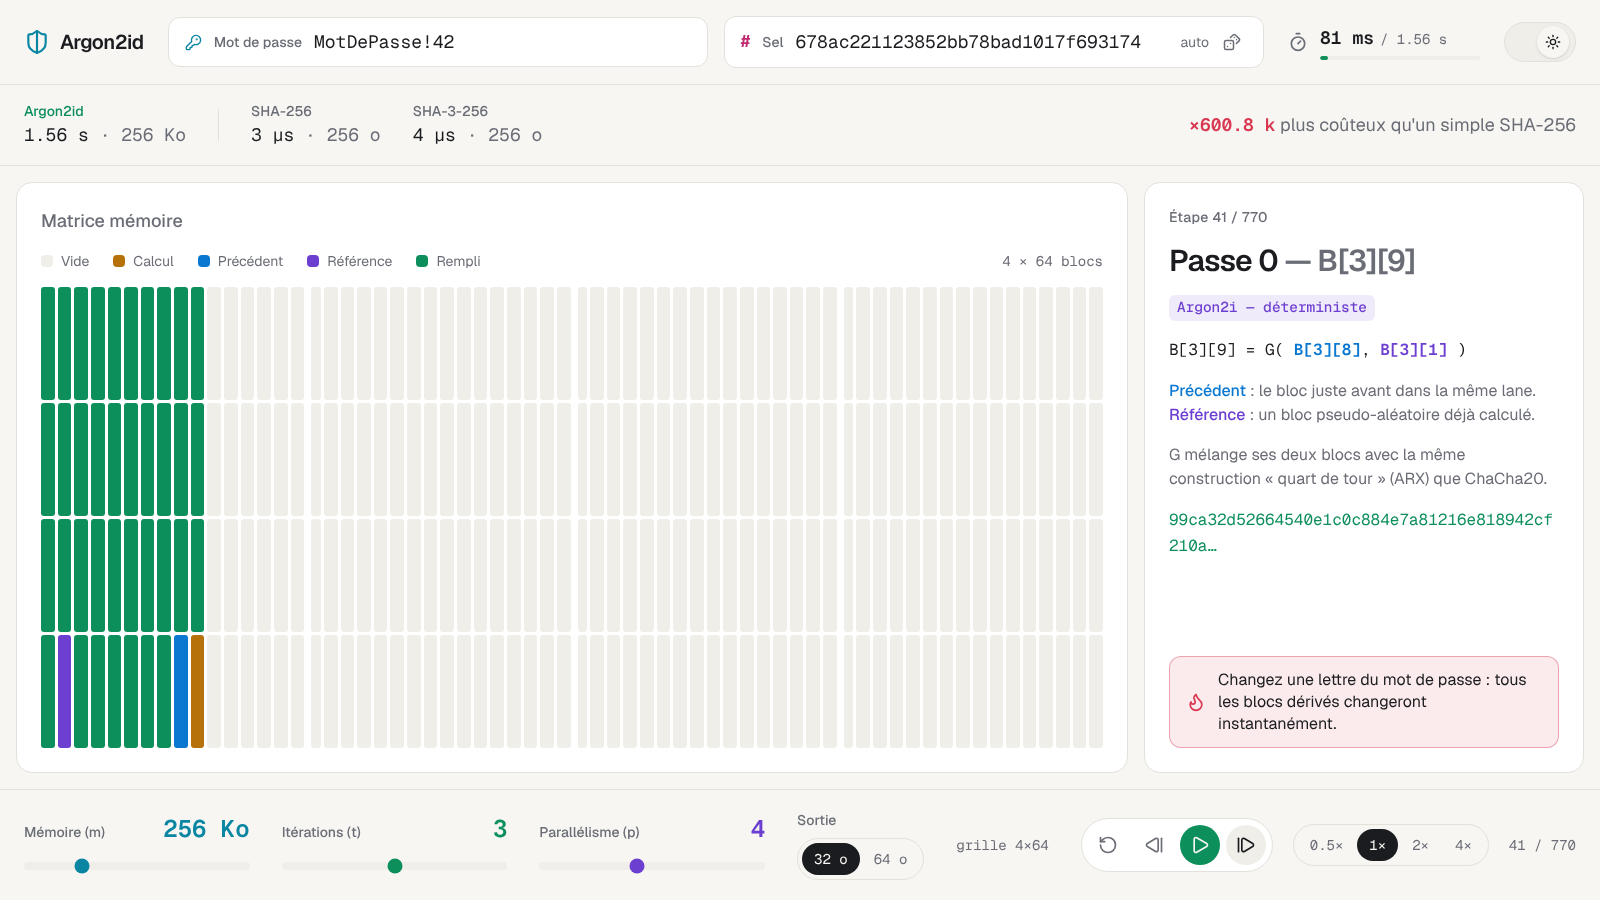 Argon2id
Mot de passe MotDePasse!42
# Sel 678ac221123852bb78bad1017f693174 auto
81 ms / 1.56 s
Argon2id
1.56 s · 256 Ko
SHA-256
3 µs · 256 o
SHA-3-256
4 µs · 256 o
×600.8 k plus coûteux qu'un simple SHA-256
Matrice mémoire
Vide Calcul Précédent Référence Rempli
4 × 64 blocs
Étape 41 / 770
Passe 0 — B[3][9]
Argon2i — déterministe
B[3][9] = G( B[3][8], B[3][1] )
Précédent : le bloc juste avant dans la même lane.
Référence : un bloc pseudo-aléatoire déjà calculé.
G mélange ses deux blocs avec la même
construction « quart de tour » (ARX) que ChaCha20.
99ca32d52664540e1c0c884e7a81216e818942cf
210a…
Changez une lettre du mot de passe : tous
les blocs dérivés changeront
instantanément.
Mémoire (m) 256 Ko
Itérations (t) 3
Parallélisme (p) 4
Sortie
32 o 64 o
grille 4×64
0.5× 1× 2× 4×
41 / 770